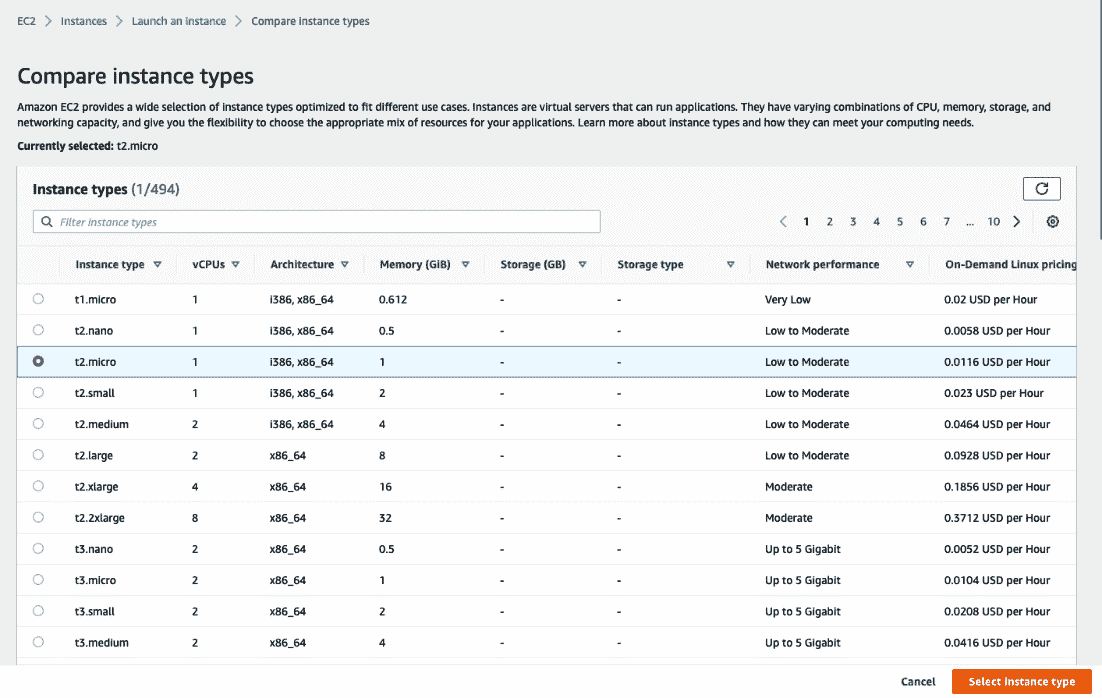 EC2 > Instances > Launch an instance > Compare instance types
Compare instance types
Amazon EC2 provides a wide selection of instance types optimized to fit different use cases. Instances are virtual servers that can run applications. They have varying combinations of CPU, memory, storage, and
networking capacity, and give you the flexibility to choose the appropriate mix of resources for your applications. Learn more about instance types and how they can meet your computing needs.
Currently selected: t2.micro
Instance types (1/494)
Filter instance types
< 1 2 3 4 5 6 7 ... 10 >
Instance type vCPUs Architecture Memory (GiB) Storage (GB) Storage type Network performance On-Demand Linux pricing
t1.micro 1 i386, x86_64 0.612 - - Very Low 0.02 USD per Hour
t2.nano 1 i386, x86_64 0.5 - - Low to Moderate 0.0058 USD per Hour
t2.micro 1 i386, x86_64 1 - - Low to Moderate 0.0116 USD per Hour
t2.small 1 i386, x86_64 2 - - Low to Moderate 0.023 USD per Hour
t2.medium 2 i386, x86_64 4 - - Low to Moderate 0.0464 USD per Hour
t2.large 2 x86_64 8 - - Low to Moderate 0.0928 USD per Hour
t2.xlarge 4 x86_64 16 - - Moderate 0.1856 USD per Hour
t2.2xlarge 8 x86_64 32 - - Moderate 0.3712 USD per Hour
t3.nano 2 x86_64 0.5 - - Up to 5 Gigabit 0.0052 USD per Hour
t3.micro 2 x86_64 1 - - Up to 5 Gigabit 0.0104 USD per Hour
t3.small 2 x86_64 2 - - Up to 5 Gigabit 0.0208 USD per Hour
t3.medium 2 x86_64 4 - - Up to 5 Gigabit 0.0416 USD per Hour
Cancel Select instance type